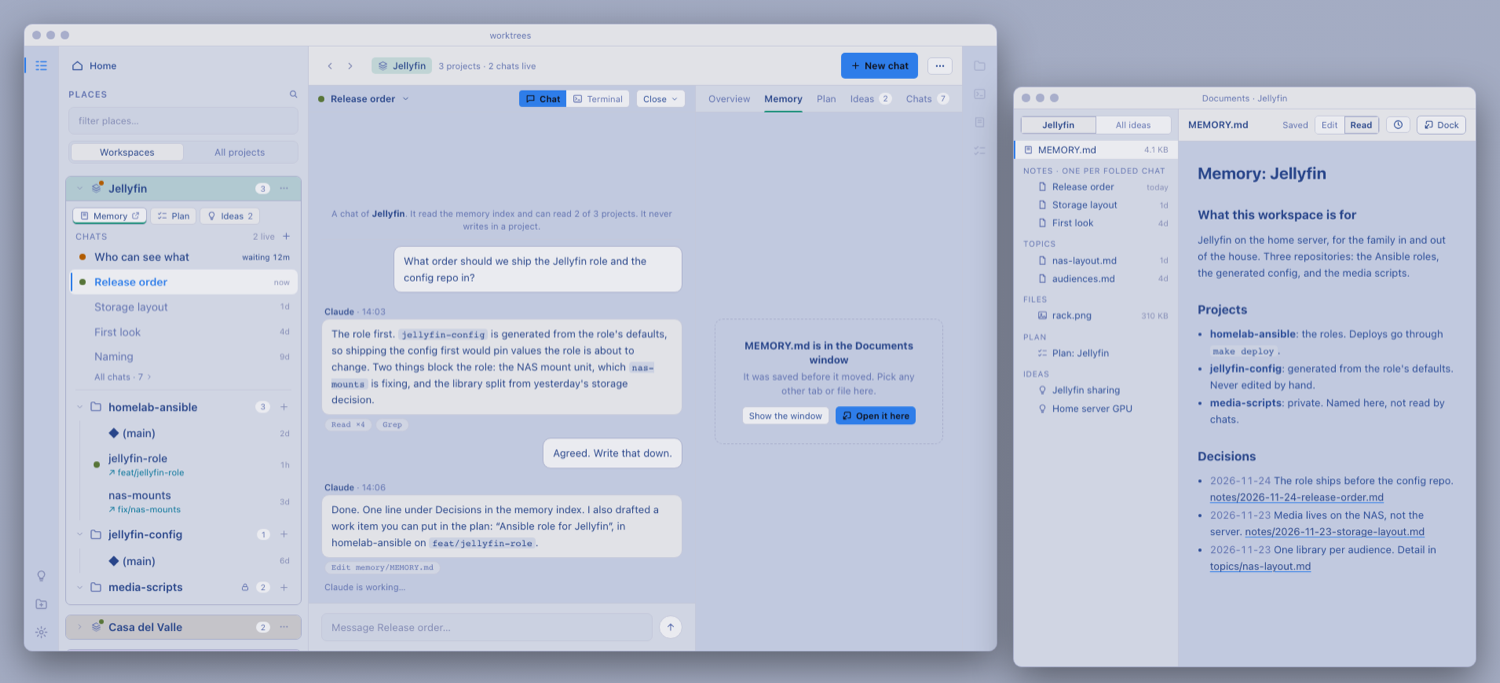 worktrees
Home
PLACES
filter places...
Workspaces
All projects
Jellyfin
3
Memory
Plan
Ideas 2
CHATS
2 live
Who can see what
waiting 12m
Release order
now
Storage layout
1d
First look
4d
Naming
9d
All chats · 7
homelab-ansible
3
(main)
2d
jellyfin-role
1h
feat/jellyfin-role
nas-mounts
3d
fix/nas-mounts
jellyfin-config
1
(main)
6d
media-scripts
2
Casa del Valle
2
Jellyfin
3 projects · 2 chats live
+ New chat
Release order
Chat
Terminal
Close
A chat of Jellyfin. It read the memory index and can read 2 of 3 projects. It never
writes in a project.
What order should we ship the Jellyfin role and the
config repo in?
Claude · 14:03
The role first. jellyfin-config is generated from the role's defaults,
so shipping the config first would pin values the role is about to
change. Two things block the role: the NAS mount unit, which nas-
mounts is fixing, and the library split from yesterday's storage
decision.
Read ×4
Grep
Agreed. Write that down.
Claude · 14:06
Done. One line under Decisions in the memory index. I also drafted a
work item you can put in the plan: “Ansible role for Jellyfin”, in
homelab-ansible on feat/jellyfin-role.
Edit memory/MEMORY.md
Claude is working...
Message Release order...
Overview
Memory
Plan
Ideas 2
Chats 7
MEMORY.md is in the Documents
window
It was saved before it moved. Pick any
other tab or file here.
Show the window
Open it here
Documents · Jellyfin
Jellyfin
All ideas
MEMORY.md
4.1 KB
NOTES · ONE PER FOLDED CHAT
Release order
today
Storage layout
1d
First look
4d
TOPICS
nas-layout.md
1d
audiences.md
4d
FILES
rack.png
310 KB
PLAN
Plan: Jellyfin
IDEAS
Jellyfin sharing
Home server GPU
MEMORY.md
Saved
Edit
Read
Dock
Memory: Jellyfin
What this workspace is for
Jellyfin on the home server, for the family in and out
of the house. Three repositories: the Ansible roles,
the generated config, and the media scripts.
Projects
• homelab-ansible: the roles. Deploys go through
make deploy.
• jellyfin-config: generated from the role's defaults.
Never edited by hand.
• media-scripts: private. Named here, not read by
chats.
Decisions
• 2026-11-24 The role ships before the config repo.
notes/2026-11-24-release-order.md
• 2026-11-23 Media lives on the NAS, not the
server. notes/2026-11-23-storage-layout.md
• 2026-11-23 One library per audience. Detail in
topics/nas-layout.md